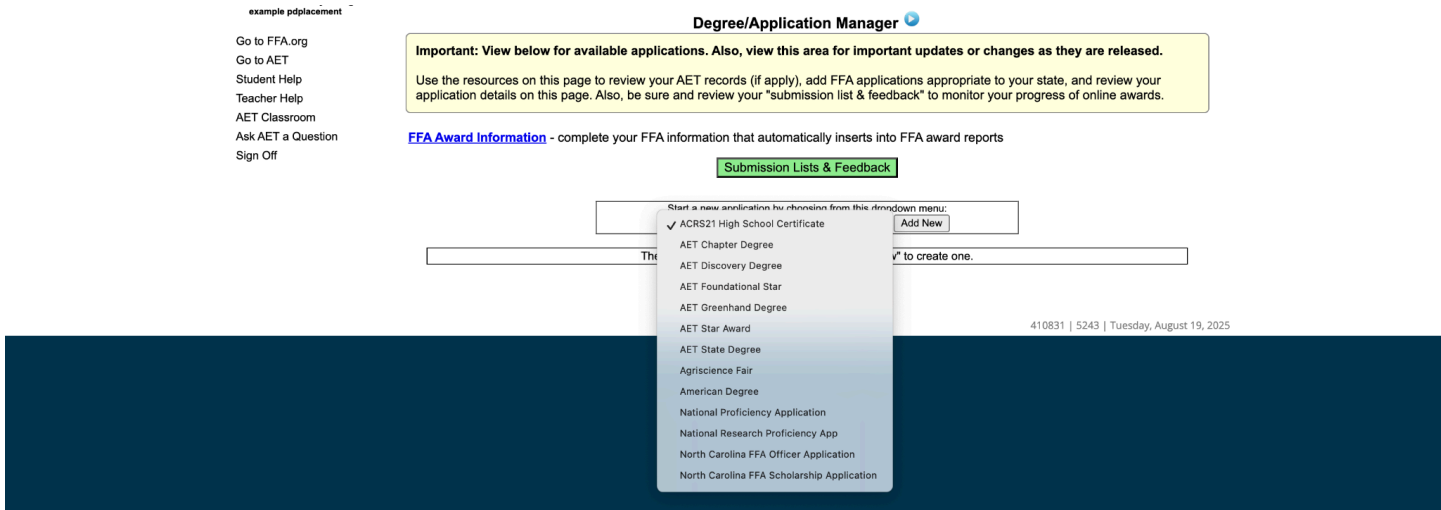 example pdplacement
Go to FFA.org
Go to AET
Student Help
Teacher Help
AET Classroom
Ask AET a Question
Sign Off
Degree/Application Manager
Important: View below for available applications. Also, view this area for important updates or changes as they are released.
Use the resources on this page to review your AET records (if apply), add FFA applications appropriate to your state, and review your
application details on this page. Also, be sure and review your "submission list & feedback" to monitor your progress of online awards.
FFA Award Information - complete your FFA information that automatically inserts into FFA award reports
Submission Lists & Feedback
Start a new application by choosing from this dropdown menu:
✓ ACRS21 High School Certificate
Add New
AET Chapter Degree
The
" to create one.
AET Discovery Degree
AET Foundational Star
AET Greenhand Degree
AET Star Award
AET State Degree
Agriscience Fair
American Degree
National Proficiency Application
National Research Proficiency App
North Carolina FFA Officer Application
North Carolina FFA Scholarship Application
410831 | 5243 | Tuesday, August 19, 2025